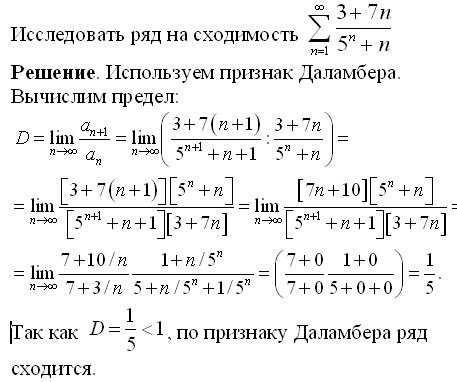 Исследовать ряд на сходимость $\sum_{n=1}^{\infty} \frac{3+7n}{5^n+n}$
Решение. Используем признак Даламбера.
Вычислим предел:
$D = \lim_{n\to\infty} \frac{a_{n+1}}{a_n} = \lim_{n\to\infty} \left( \frac{3+7(n+1)}{5^{n+1}+n+1} : \frac{3+7n}{5^n+n} \right) =$
$= \lim_{n\to\infty} \frac{[3+7(n+1)][5^n+n]}{[5^{n+1}+n+1][3+7n]} = \lim_{n\to\infty} \frac{[7n+10][5^n+n]}{[5^{n+1}+n+1][3+7n]} =$
$= \lim_{n\to\infty} \frac{7+10/n}{7+3/n} \frac{1+n/5^n}{5+n/5^n+1/5^n} = \left( \frac{7+0}{7+0} \frac{1+0}{5+0+0} \right) = \frac{1}{5}.$
Так как $D = \frac{1}{5} < 1$, по признаку Даламбера ряд
сходится.